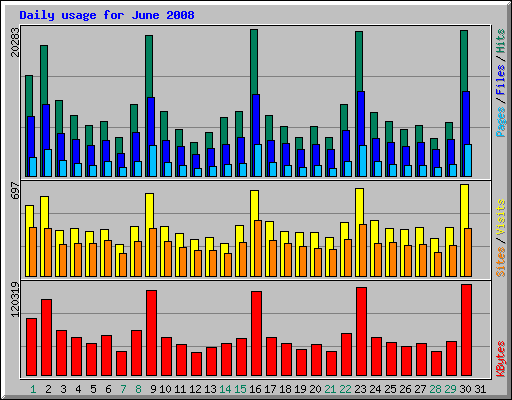 Daily usage for June 2008
20283
Pages / Files / Hits
697
Sites / Visits
120319
KBytes
1 2 3 4 5 6 7 8 9 10 11 12 13 14 15 16 17 18 19 20 21 22 23 24 25 26 27 28 29 30 31